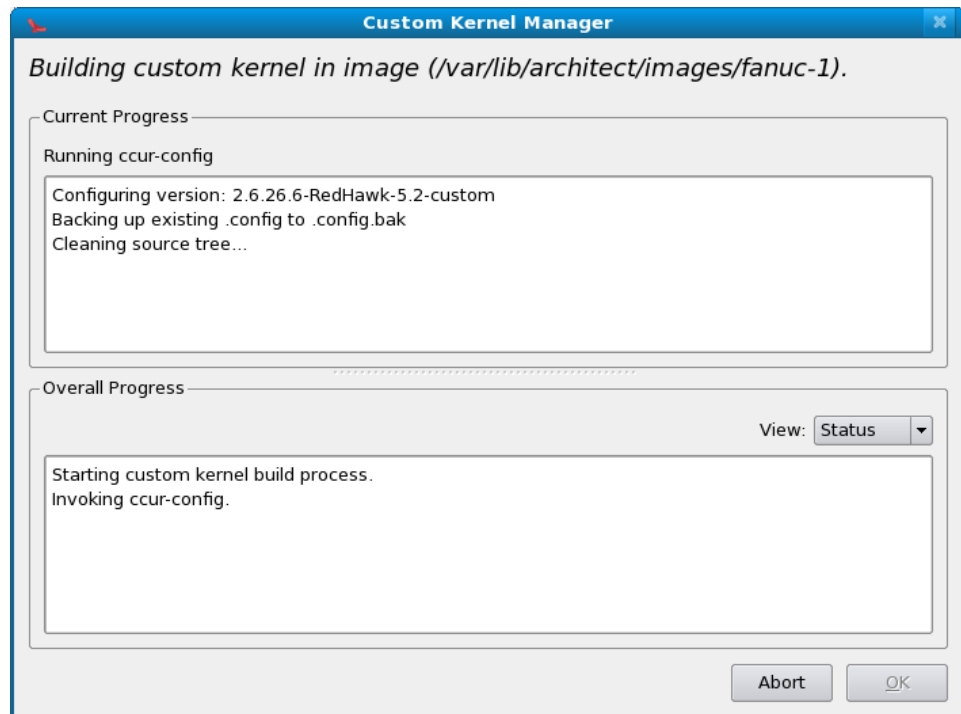 Custom Kernel Manager
Building custom kernel in image (/var/lib/architect/images/fanuc-1).
Current Progress
Running ccur-config
Configuring version: 2.6.26.6-RedHawk-5.2-custom
Backing up existing .config to .config.bak
Cleaning source tree...
Overall Progress
View: Status
Starting custom kernel build process.
Invoking ccur-config.
Abort OK